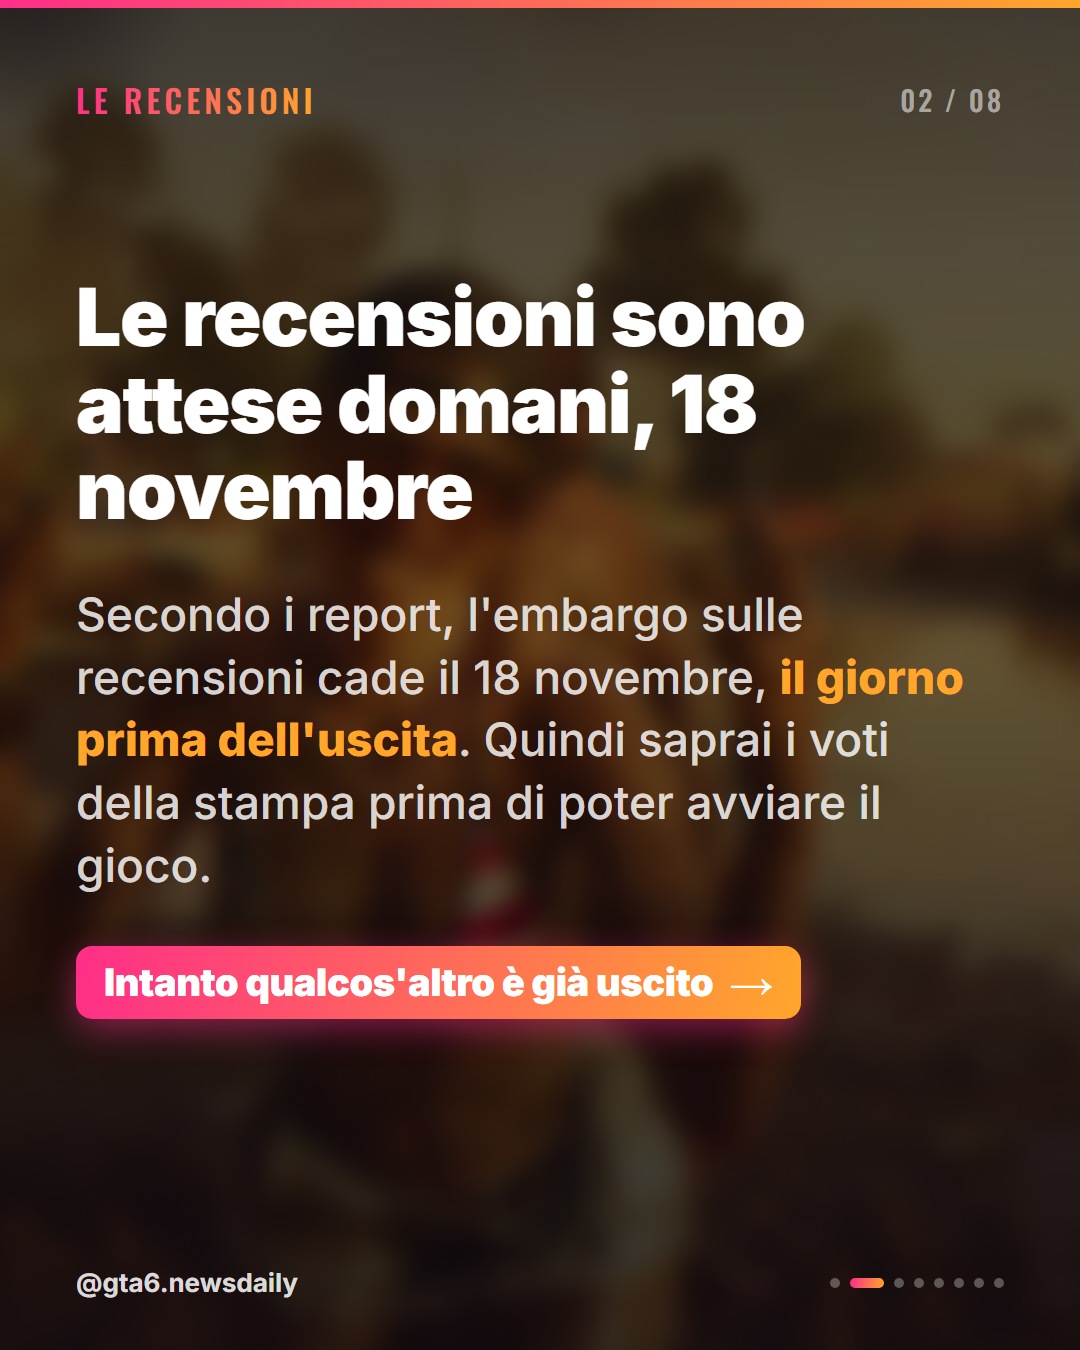 LE RECENSIONI
02 / 08
Le recensioni sono
attese domani, 18
novembre
Secondo i report, l'embargo sulle
recensioni cade il 18 novembre, il giorno
prima dell'uscita. Quindi saprai i voti
della stampa prima di poter avviare il
gioco.
Intanto qualcos'altro è già uscito →
@gta6.newsdaily